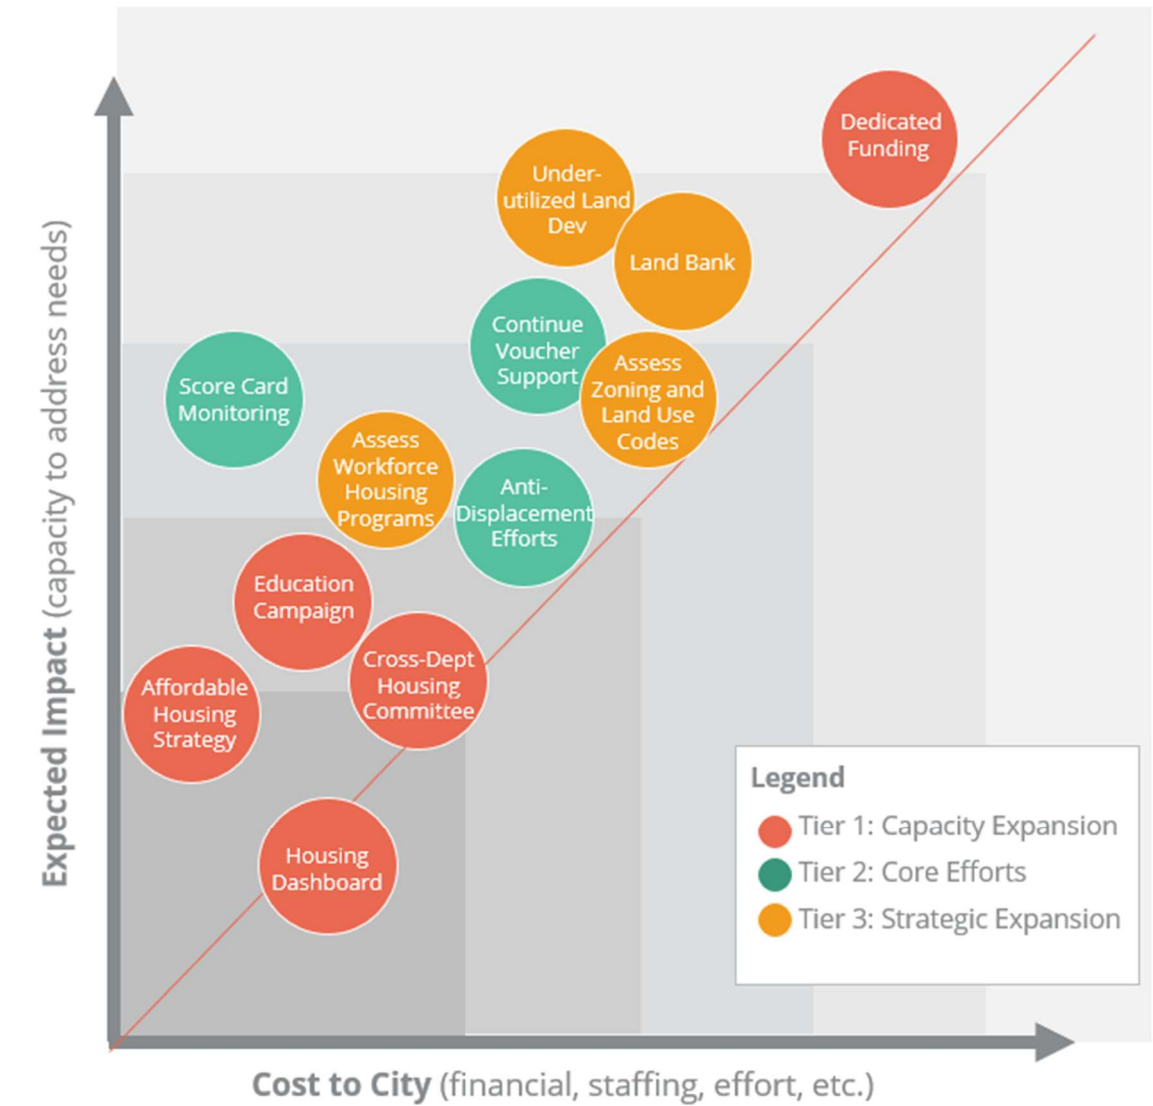 Dedicated
Funding
Under-
utilized Land
Dev
Land Bank
Continue
Voucher
Support
Assess
Zoning and
Land Use
Codes
Score Card
Monitoring
Assess
Workforce
Housing
Programs
Anti-
Displacement
Efforts
Education
Campaign
Cross-Dept
Housing
Committee
Affordable
Housing
Strategy
Housing
Dashboard
Expected Impact (capacity to address needs)
Legend
Tier 1: Capacity Expansion
Tier 2: Core Efforts
Tier 3: Strategic Expansion
Cost to City (financial, staffing, effort, etc.)